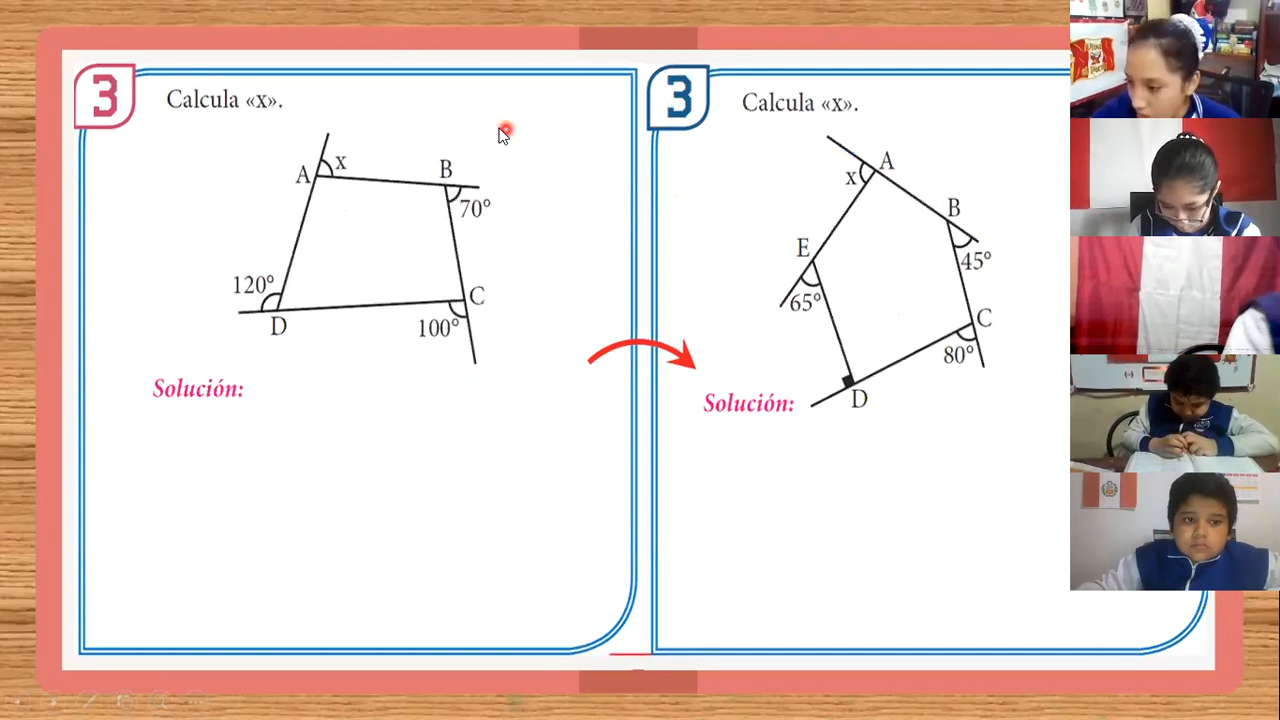 3
Calcula «x».
A
x
B
70°
120°
D
C
100°
Solución:
3
Calcula «x».
A
x
B
45°
E
65°
C
80°
D
Solución: